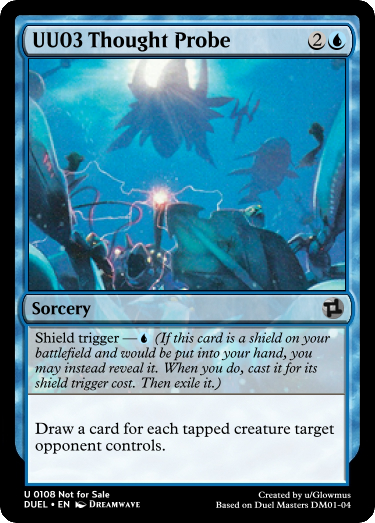 UU03 Thought Probe 2
Sorcery
Shield trigger — (If this card is a shield on your
battlefield and would be put into your hand, you
may instead reveal it. When you do, cast it for its
shield trigger cost. Then exile it.)
Draw a card for each tapped creature target
opponent controls.
U 0108 Not for Sale
DUEL • EN Dreamwave
Created by u/Glowmus
Based on Duel Masters DM01-04